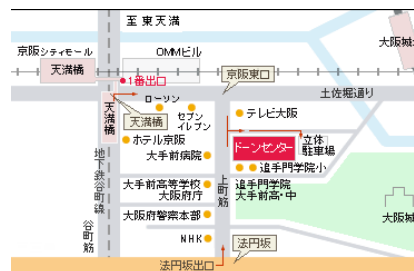 至東天満
京阪シティモール
OMMビル
大阪城
天満橋
1番出口
京阪東口
土佐堀通り
ローソン
天満橋
セブン
イレブン
テレビ大阪
天満橋
ホテル京阪
ドーンセンター
立体
駐車場
大手前病院
追手門学院小
地下鉄谷町線
大手前高等学校
大阪府庁
上町筋
追手門学院
大手前高・中
大阪府警察本部
大阪城
谷町筋
NHK
法円坂
法円坂出口